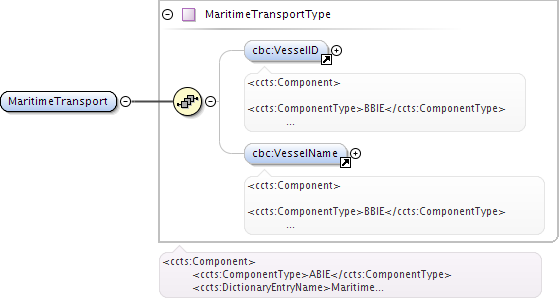 MaritimeTransportType
cbc:VesselID
<ccts:Component>
<ccts:ComponentType>BBIE</ccts:ComponentType>
...
MaritimeTransport
cbc:VesselName
<ccts:Component>
<ccts:ComponentType>BBIE</ccts:ComponentType>
...
<ccts:Component>
<ccts:ComponentType>ABIE</ccts:ComponentType>
<ccts:DictionaryEntryName>Maritime...